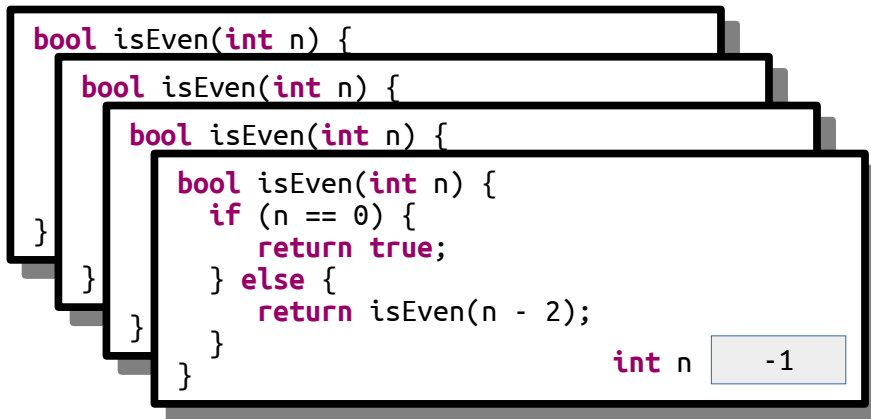 bool isEven(int n) {
bool isEven(int n) {
bool isEven(int n) {
bool isEven(int n) {
if (n == 0) {
return true;
} else {
return isEven(n - 2);
}
}
}
}
}
int n -1